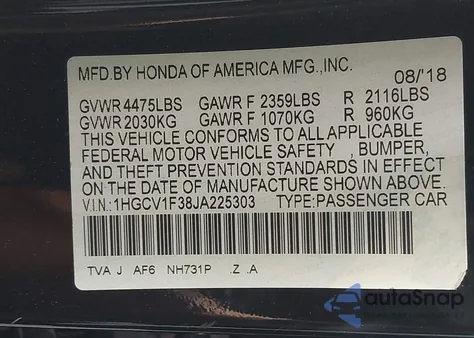 MFD.BY HONDA OF AMERICA MFG.,INC.
08/'18
GVWR 4475LBS GAWR F 2359LBS R 2116LBS
GVWR 2030KG GAWR F 1070KG R 960KG
THIS VEHICLE CONFORMS TO ALL APPLICABLE
FEDERAL MOTOR VEHICLE SAFETY , BUMPER,
AND THEFT PREVENTION STANDARDS IN EFFECT
ON THE DATE OF MANUFACTURE SHOWN ABOVE.
V.I.N.:1HGCV1F38JA225303 TYPE:PASSENGER CAR
TVA J AF6 NH731P .Z .A
autoSnap